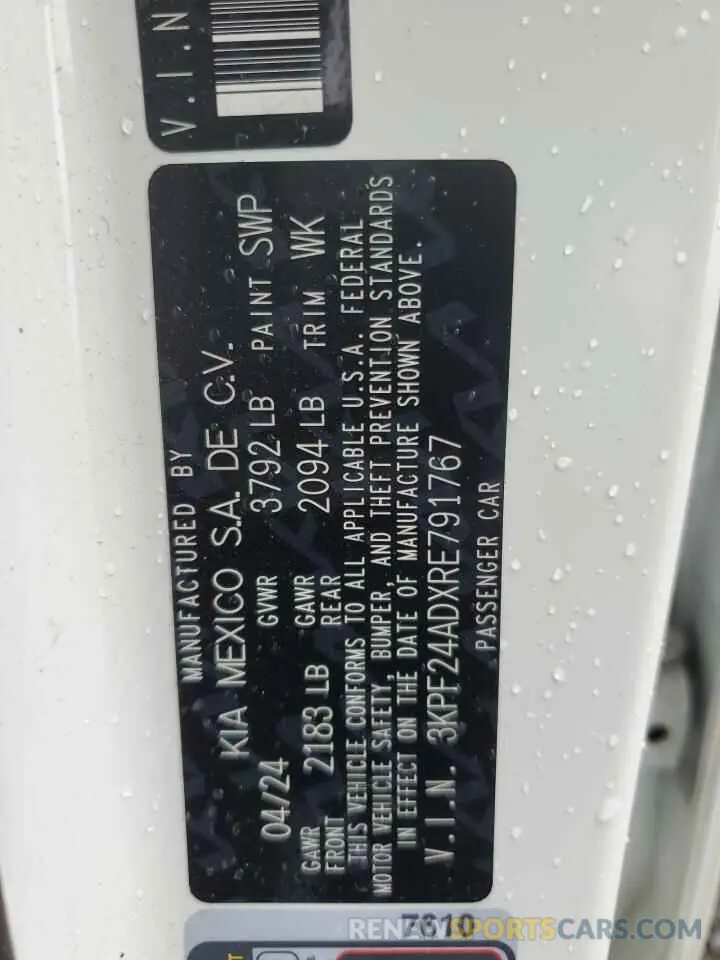 V.I.N
MANUFACTURED BY
KIA MEXICO S.A. DE C.V.
04/24 GVWR 3792 LB PAINT SWP
GAWR FRONT 2183 LB GAWR REAR 2094 LB TRIM WK
THIS VEHICLE CONFORMS TO ALL APPLICABLE U.S.A. FEDERAL
MOTOR VEHICLE SAFETY, BUMPER, AND THEFT PREVENTION STANDARDS
IN EFFECT ON THE DATE OF MANUFACTURE SHOWN ABOVE.
V.I.N. 3KPF24ADXRE791767
PASSENGER CAR
RENEWSPORTSCARS.COM